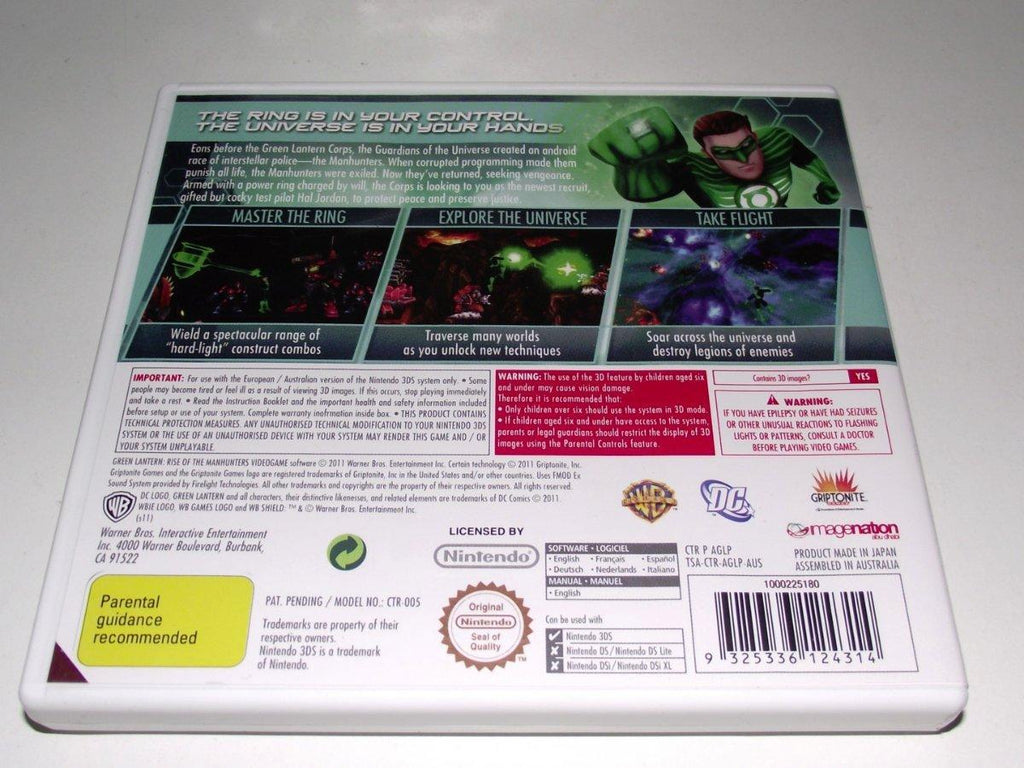 THE RING IS IN YOUR CONTROL.
THE UNIVERSE IS IN YOUR HANDS
Eons before the Green Lantern Corps, the Guardians of the Universe created an android
race of interstellar police—the Manhunters. When corrupted programming made them
punish all life, the Manhunters were exiled. Now they've returned, seeking vengeance.
Armed with a power ring charged by will, the Corps is looking to you as the newest recruit,
gifted but cocky test pilot Hal Jordan, to protect peace and preserve justice.
MASTER THE RING
EXPLORE THE UNIVERSE
TAKE FLIGHT
Wield a spectacular range of
"hard-light" construct combos
Traverse many worlds
as you unlock new techniques
Soar across the universe and
destroy legions of enemies
IMPORTANT: For use with the European / Australian version of the Nintendo 3DS system only. • Some
people may become tired or feel ill as a result of viewing 3D images. If this occurs, stop playing immediately
and take a rest. • Read the Instruction Booklet and the important health and safety information included
before setup or use of your system. Complete warranty inofrmation inside box. • THIS PRODUCT CONTAINS
TECHNICAL PROTECTION MEASURES. ANY UNAUTHORISED TECHNICAL MODIFICATION TO YOUR NINTENDO 3DS
SYSTEM OR THE USE OF AN UNAUTHORISED DEVICE WITH YOUR SYSTEM MAY RENDER THIS GAME AND / OR
YOUR SYSTEM UNPLAYABLE.
WARNING: The use of the 3D feature by children aged six
and under may cause vision damage.
Therefore it is recommended that:
• Only children over six should use the system in 3D mode.
• If children aged six and under have access to the system,
parents or legal guardians should restrict the display of 3D
images using the Parental Controls feature.
Contains 3D images? YES
WARNING:
IF YOU HAVE EPILEPSY OR HAVE HAD SEIZURES
OR OTHER UNUSUAL REACTIONS TO FLASHING
LIGHTS OR PATTERNS, CONSULT A DOCTOR
BEFORE PLAYING VIDEO GAMES.
GREEN LANTERN: RISE OF THE MANHUNTERS VIDEOGAME software © 2011 Warner Bros. Entertainment Inc. Certain technology © 2011 Griptonite, Inc.
Griptonite Games and the Griptonite Games logo are registered trademarks of Griptonite, Inc in the United States and/or other countries. Uses FMOD Ex
Sound System provided by Firelight Technologies. All other trademarks and copyrights are the property of their respective owners. All rights reserved.
DC LOGO, GREEN LANTERN and all characters, their distinctive likenesses, and related elements are trademarks of DC Comics © 2011.
WBIE LOGO, WB GAMES LOGO and WB SHIELD: ™ & © Warner Bros. Entertainment Inc.
(s11)
WB
Warner Bros. Interactive Entertainment
Inc. 4000 Warner Boulevard, Burbank,
CA 91522
WB
DC
GRIPTONITE
imagenation
abu dhabi
LICENSED BY
Nintendo
SOFTWARE • LOGICIEL
• English • Français • Español
• Deutsch • Nederlands • Italiano
MANUAL • MANUEL
• English
CTR P AGLP
TSA-CTR-AGLP-AUS
PRODUCT MADE IN JAPAN
ASSEMBLED IN AUSTRALIA
Parental
guidance
recommended
PAT. PENDING / MODEL NO.: CTR-005
Trademarks are property of their
respective owners.
Nintendo 3DS is a trademark
of Nintendo.
Original
Nintendo
Seal of
Quality
TM
Can be used with
Nintendo 3DS
Nintendo DS / Nintendo DS Lite
Nintendo DSi / Nintendo DSi XL
1000225180
9 325336 124314